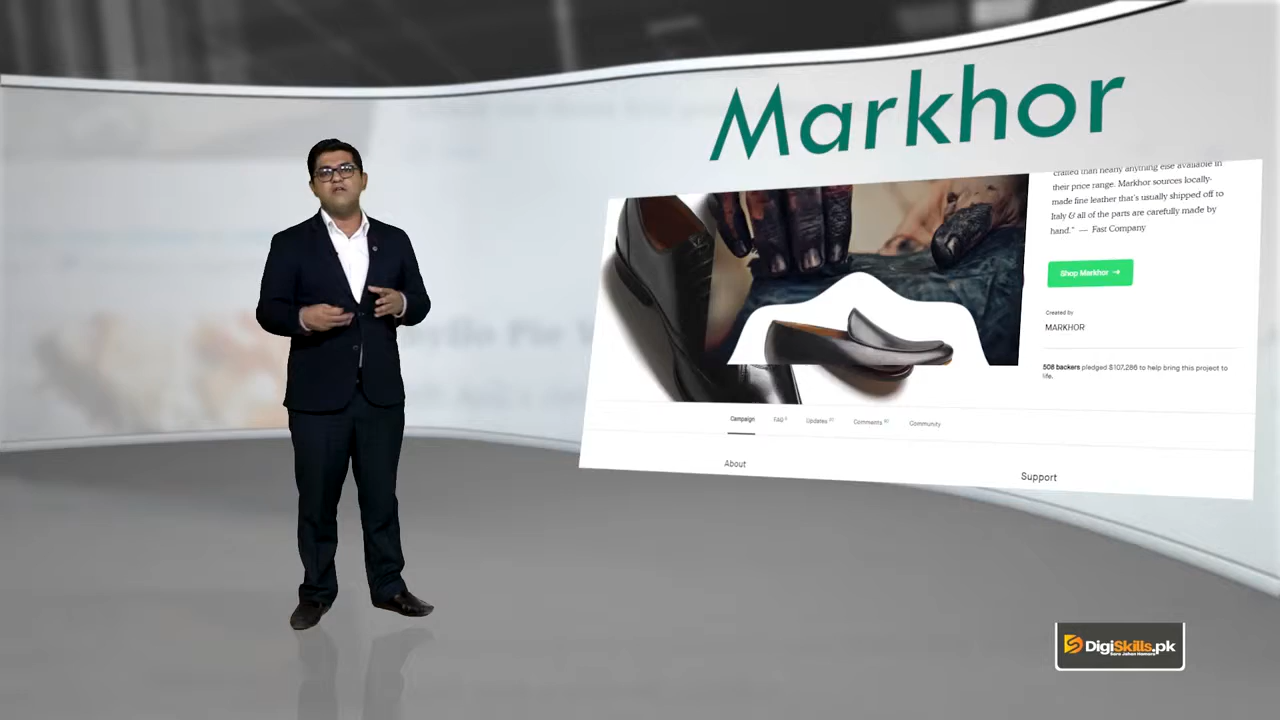 Markhor
crafted than nearly anything else available in
their price range. Markhor sources locally-
made fine leather that's usually shipped off to
Italy & all of the parts are carefully made by
hand." — Fast Company
Shop Markhor →
Created by
MARKHOR
508 backers pledged $107,286 to help bring this project to
life.
Campaign FAQ Updates Comments Community
About
Support
DigiSkills.pk